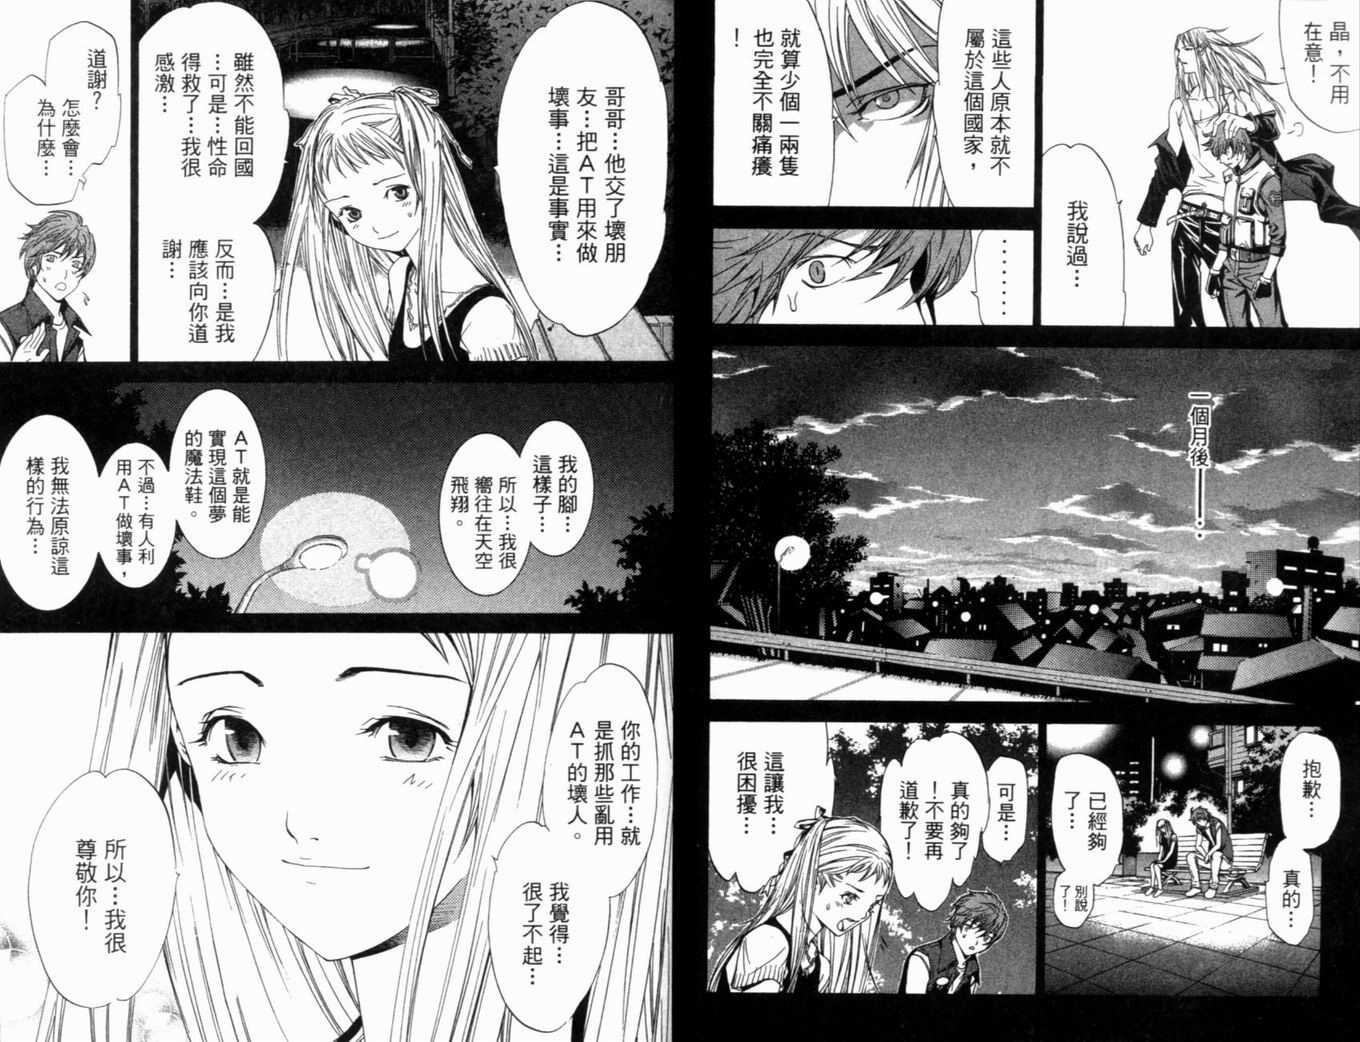 晶，不用
在意！
我說過…
這些人原本就不
屬於這個國家，
就算少個一兩隻
也完全不關痛癢
！
………
一個月後——．
抱歉…
真的…
已經夠
了…
別說
了！
可是…
真的夠了
！不要再
道歉了！
這讓我…
很困擾…
哥哥…他交了壞朋
友…把ＡＴ用來做
壞事…這是事實…
雖然不能回國
…可是…性命
得救了…我很
感激…
反而…是我
應該向你道
謝…
道謝？
怎麼會…
為什麼…
我的腳…
這樣子…
所以…我很
嚮往在天空
飛翔。
ＡＴ就是能
實現這個夢
的魔法鞋。
不過…有人利
用ＡＴ做壞事，
我無法原諒這
樣的行為…
你的工作…就
是抓那些亂用
ＡＴ的壞人。
我覺得…
很了不起…
所以…我很
尊敬你！